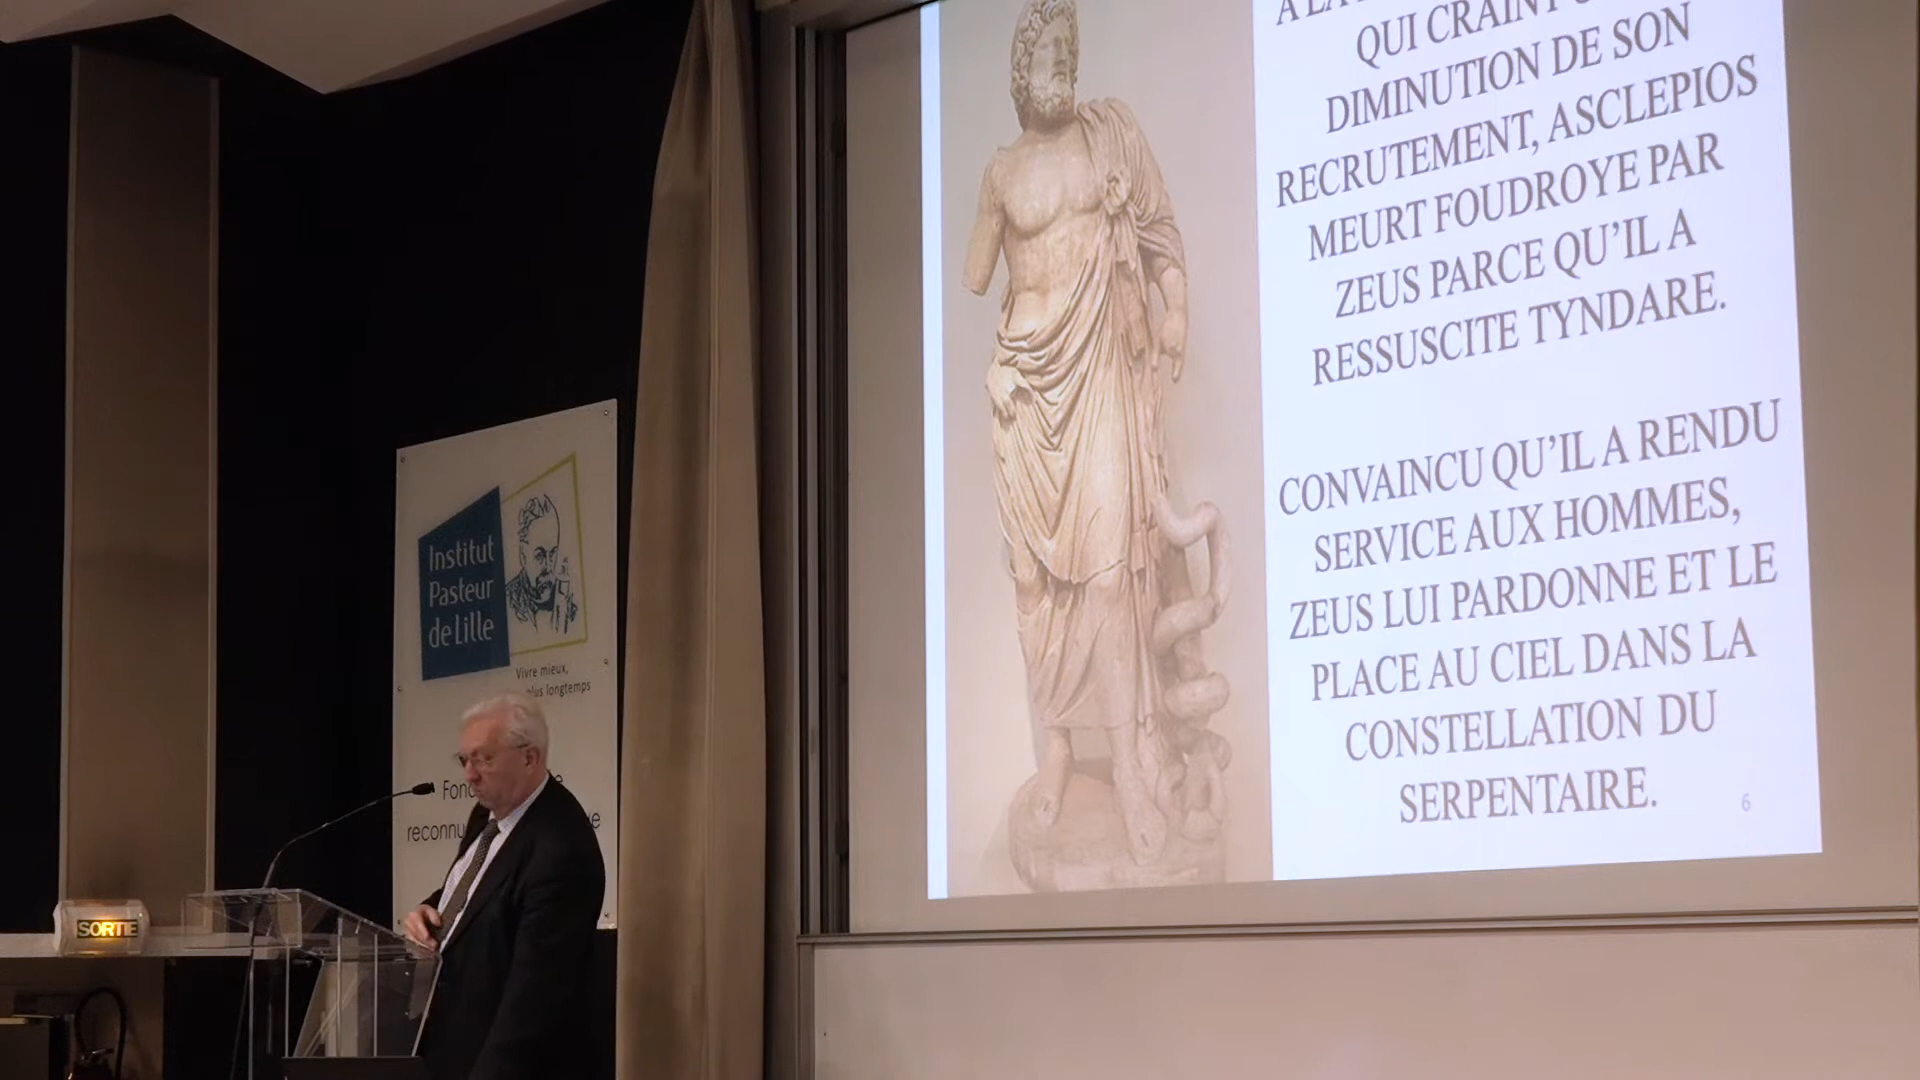 A LA
QUI CRAINT
DIMINUTION DE SON
RECRUTEMENT, ASCLEPIOS
MEURT FOUDROYE PAR
ZEUS PARCE QU'IL A
RESSUSCITE TYNDARE.
CONVAINCU QU'IL A RENDU
SERVICE AUX HOMMES,
ZEUS LUI PARDONNE ET LE
PLACE AU CIEL DANS LA
CONSTELLATION DU
SERPENTAIRE.
6
Institut
Pasteur
de Lille
Vivre mieux,
plus longtemps
SORTIE